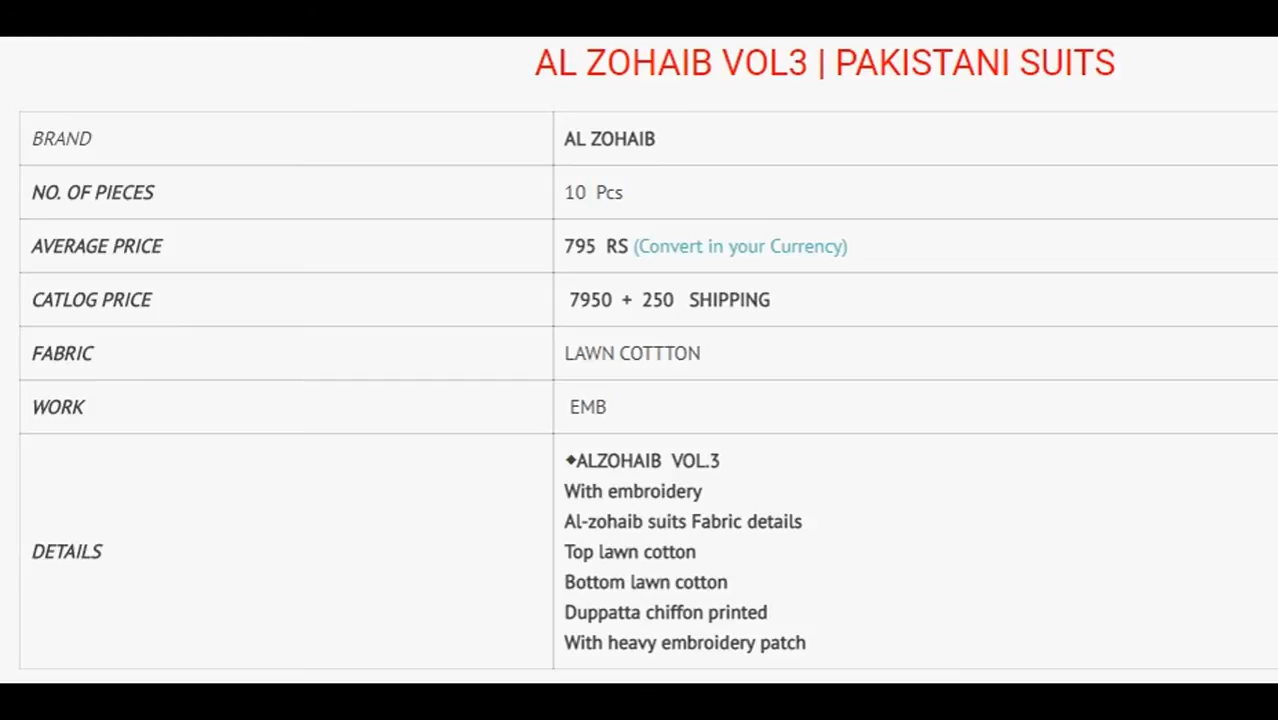 AL ZOHAIB VOL3 | PAKISTANI SUITS
BRAND AL ZOHAIB
NO. OF PIECES 10 Pcs
AVERAGE PRICE 795 RS (Convert in your Currency)
CATLOG PRICE 7950 + 250 SHIPPING
FABRIC LAWN COTTTON
WORK EMB
DETAILS
◆ALZOHAIB VOL.3
With embroidery
Al-zohaib suits Fabric details
Top lawn cotton
Bottom lawn cotton
Duppatta chiffon printed
With heavy embroidery patch